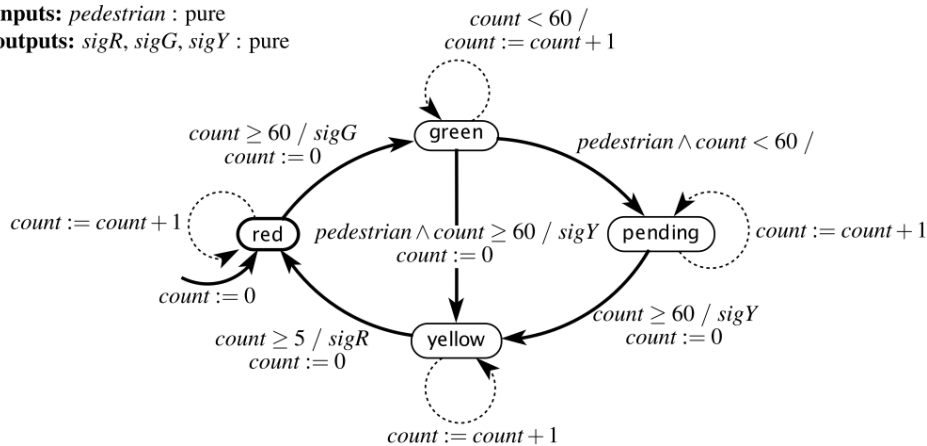 nputs: pedestrian : pure
outputs: sigR, sigG, sigY : pure
count < 60 /
count := count + 1
green
count ≥ 60 / sigG
count := 0
pedestrian ∧ count < 60 /
count := count + 1
red
pedestrian ∧ count ≥ 60 / sigY
count := 0
pending
count := count + 1
count := 0
count ≥ 5 / sigR
count := 0
yellow
count ≥ 60 / sigY
count := 0
count := count + 1